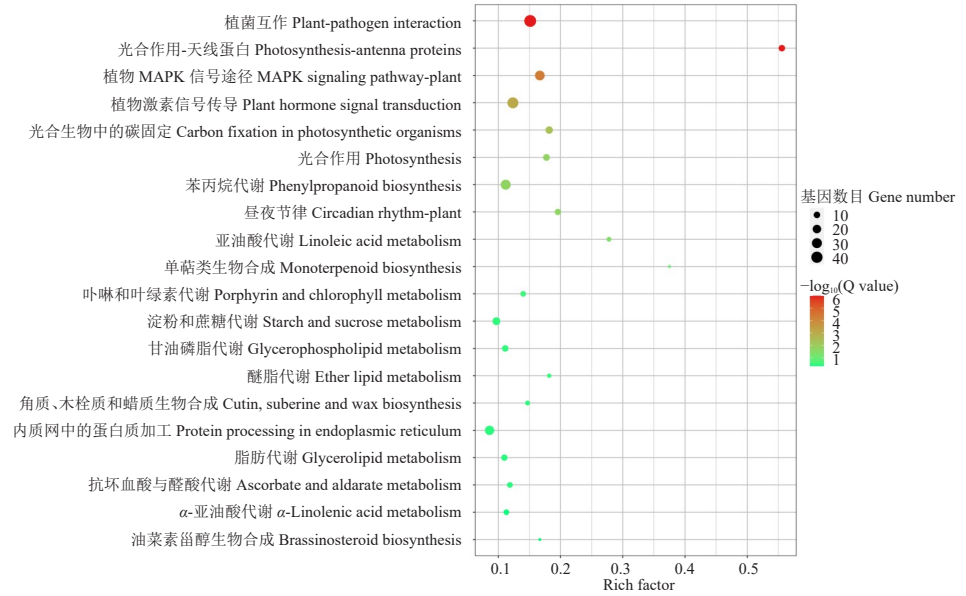 植菌互作 Plant-pathogen interaction
光合作用-天线蛋白 Photosynthesis-antenna proteins
植物 MAPK 信号途径 MAPK signaling pathway-plant
植物激素信号传导 Plant hormone signal transduction
光合生物中的碳固定 Carbon fixation in photosynthetic organisms
光合作用 Photosynthesis
苯丙烷代谢 Phenylpropanoid biosynthesis
昼夜节律 Circadian rhythm-plant
亚油酸代谢 Linoleic acid metabolism
单萜类生物合成 Monoterpenoid biosynthesis
卟啉和叶绿素代谢 Porphyrin and chlorophyll metabolism
淀粉和蔗糖代谢 Starch and sucrose metabolism
甘油磷脂代谢 Glycerophospholipid metabolism
醚脂代谢 Ether lipid metabolism
角质、木栓质和蜡质生物合成 Cutin, suberine and wax biosynthesis
内质网中的蛋白质加工 Protein processing in endoplasmic reticulum
脂肪代谢 Glycerolipid metabolism
抗坏血酸与醛酸代谢 Ascorbate and aldarate metabolism
α-亚油酸代谢 α-Linolenic acid metabolism
油菜素甾醇生物合成 Brassinosteroid biosynthesis
0.1 0.2 0.3 0.4 0.5
Rich factor
基因数目 Gene number
10
20
30
40
−log₁₀(Q value)
6
5
4
3
2
1